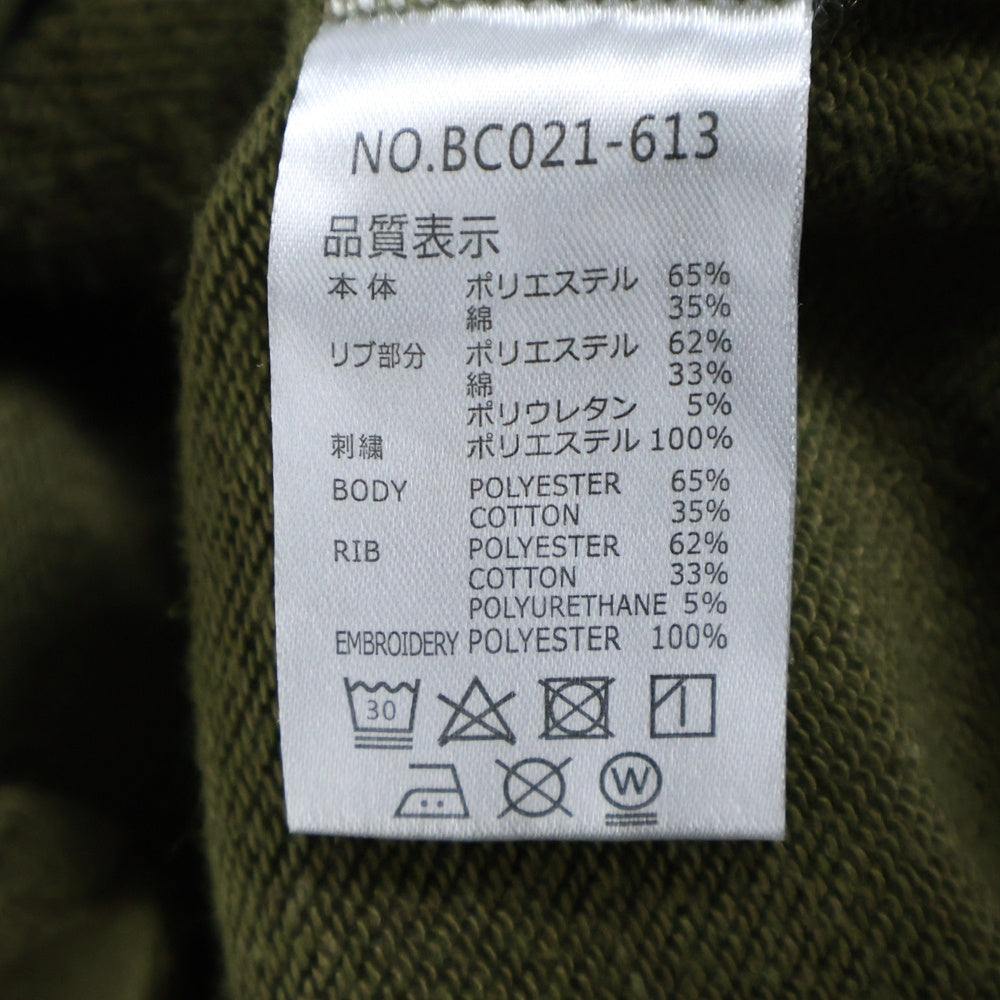 NO.BC021-613
品質表示
本体 ポリエステル 65%
綿 35%
リブ部分 ポリエステル 62%
綿 33%
ポリウレタン 5%
刺繍 ポリエステル 100%
BODY POLYESTER 65%
COTTON 35%
RIB POLYESTER 62%
COTTON 33%
POLYURETHANE 5%
EMBROIDERY POLYESTER 100%
30
W